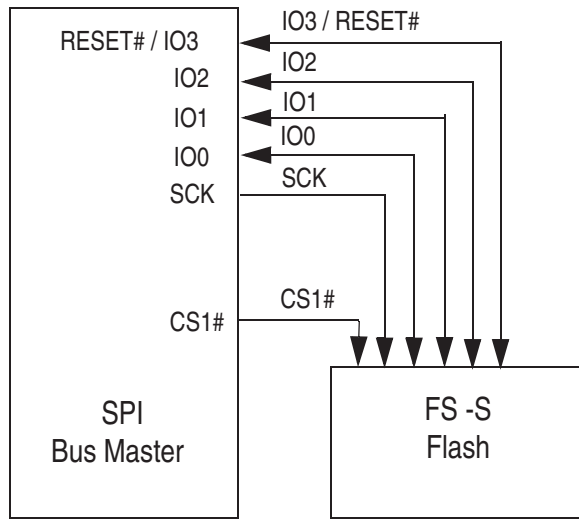 RESET# / IO3
IO3 / RESET#
IO2
IO2
IO1
IO1
IO0
IO0
SCK
SCK
CS1#
CS1#
SPI
Bus Master
FS -S
Flash